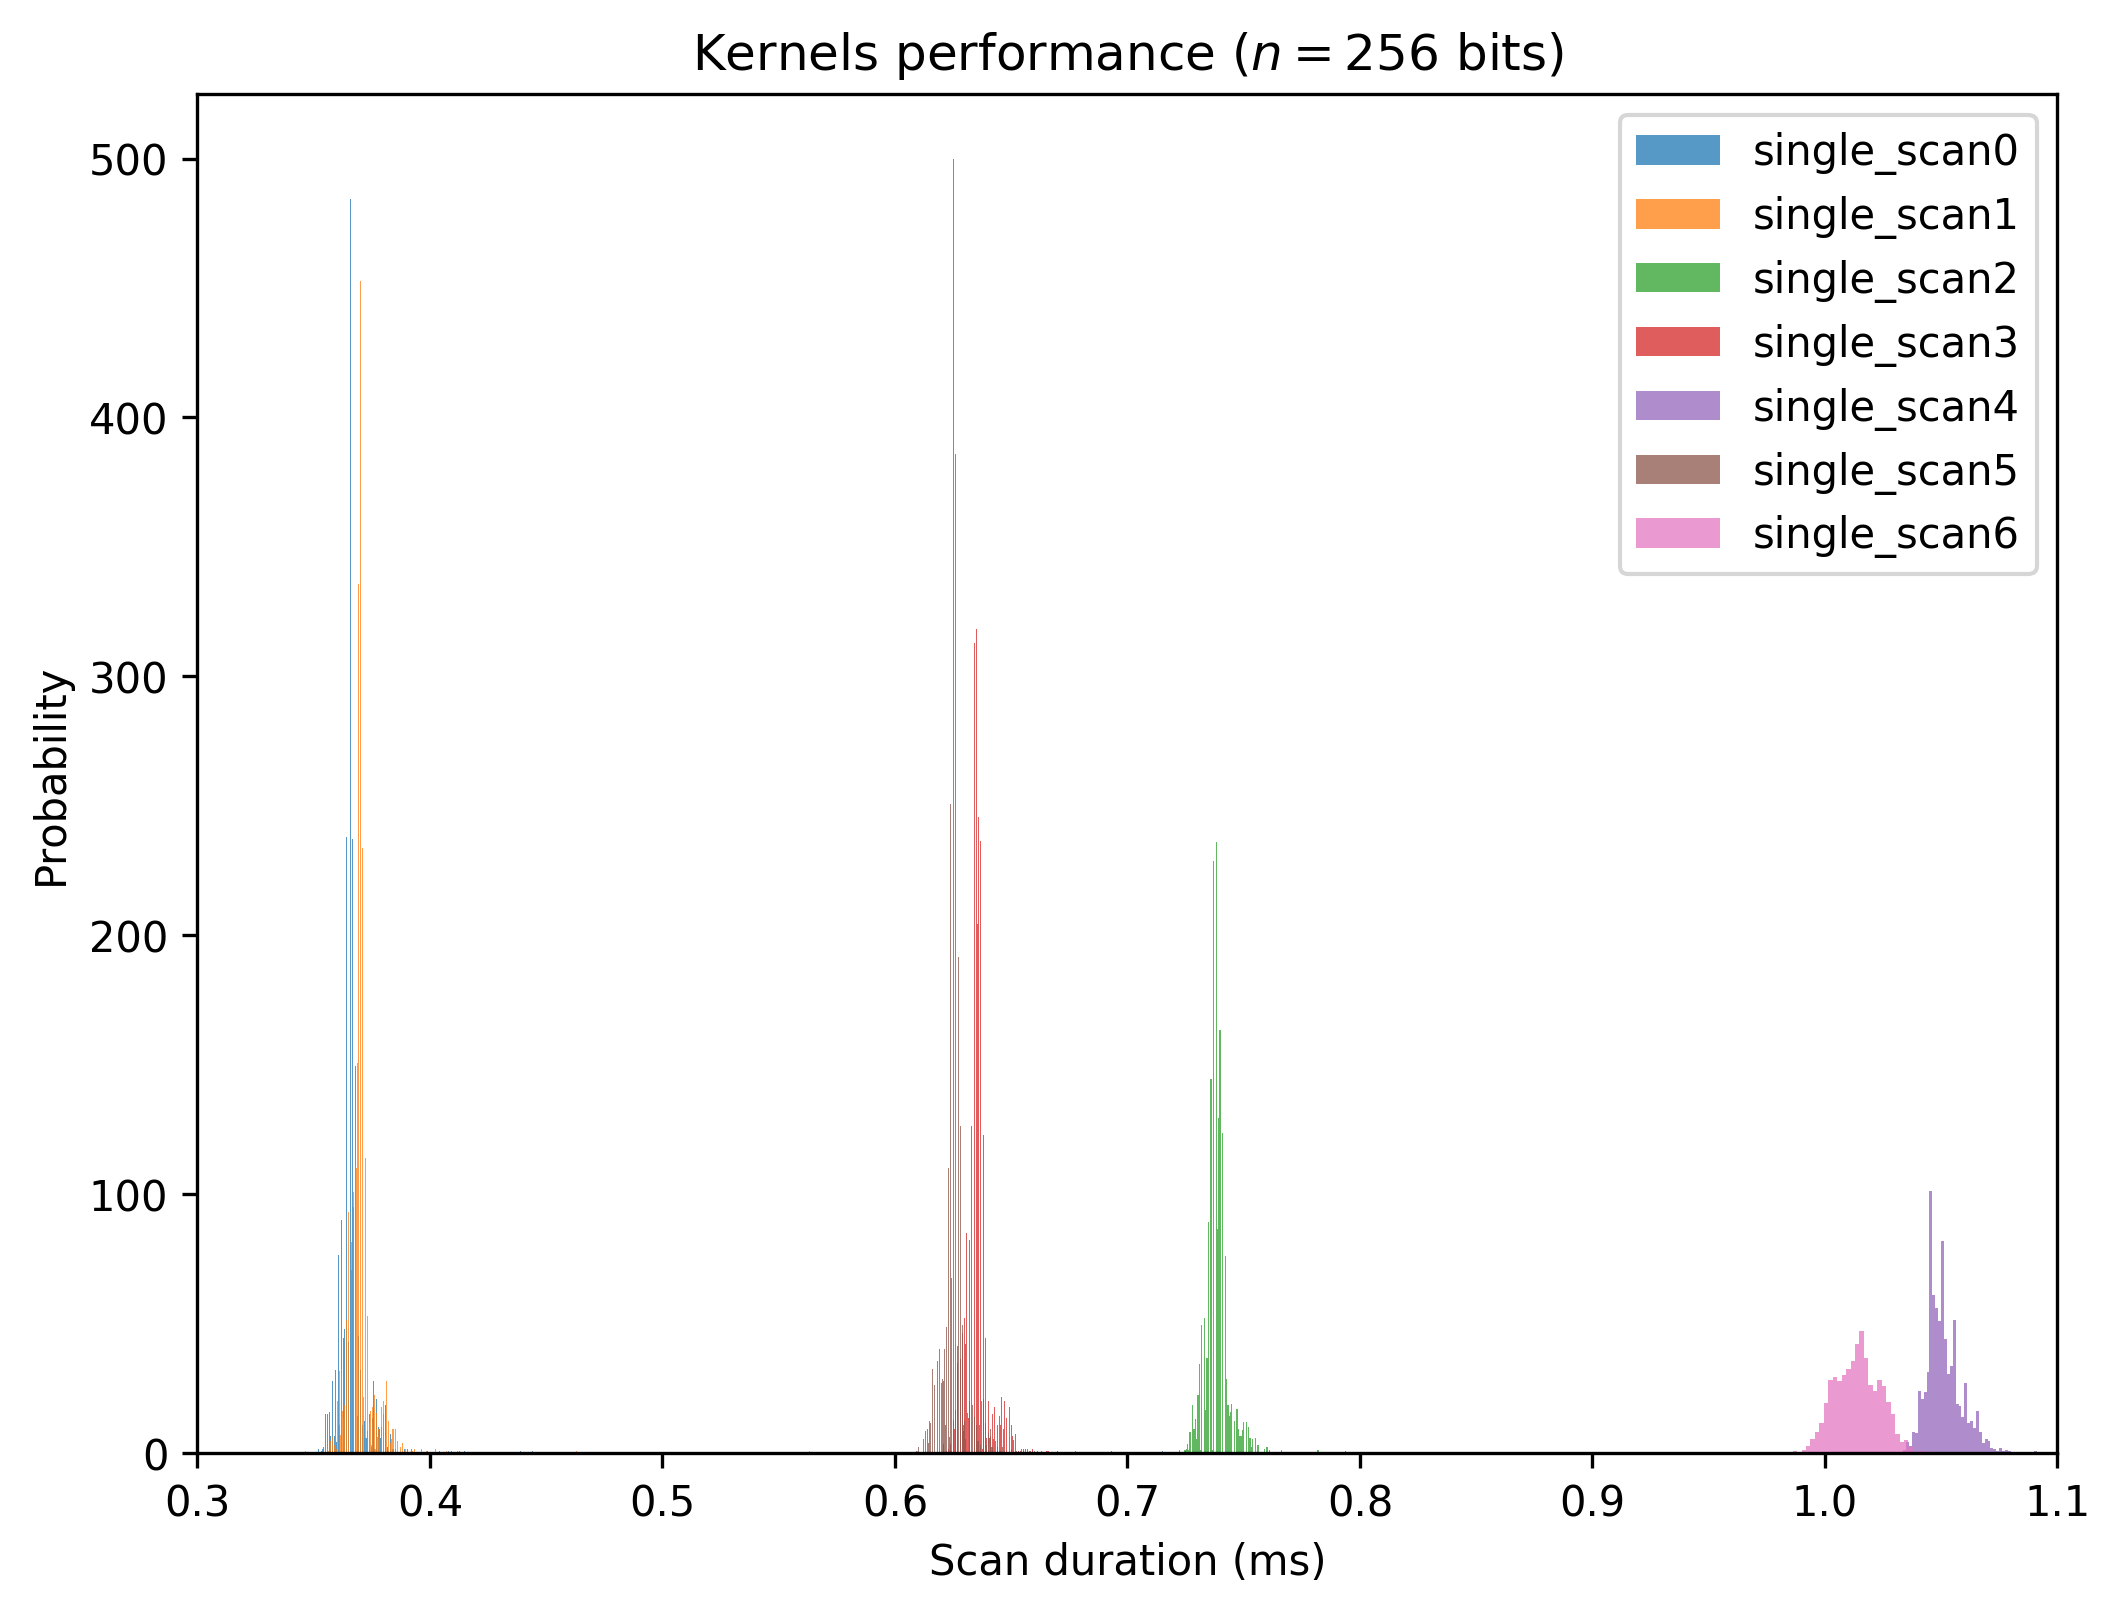 Kernels performance (n = 256 bits)
500
400
300
200
100
0
Probability
single_scan0
single_scan1
single_scan2
single_scan3
single_scan4
single_scan5
single_scan6
0.3 0.4 0.5 0.6 0.7 0.8 0.9 1.0 1.1
Scan duration (ms)